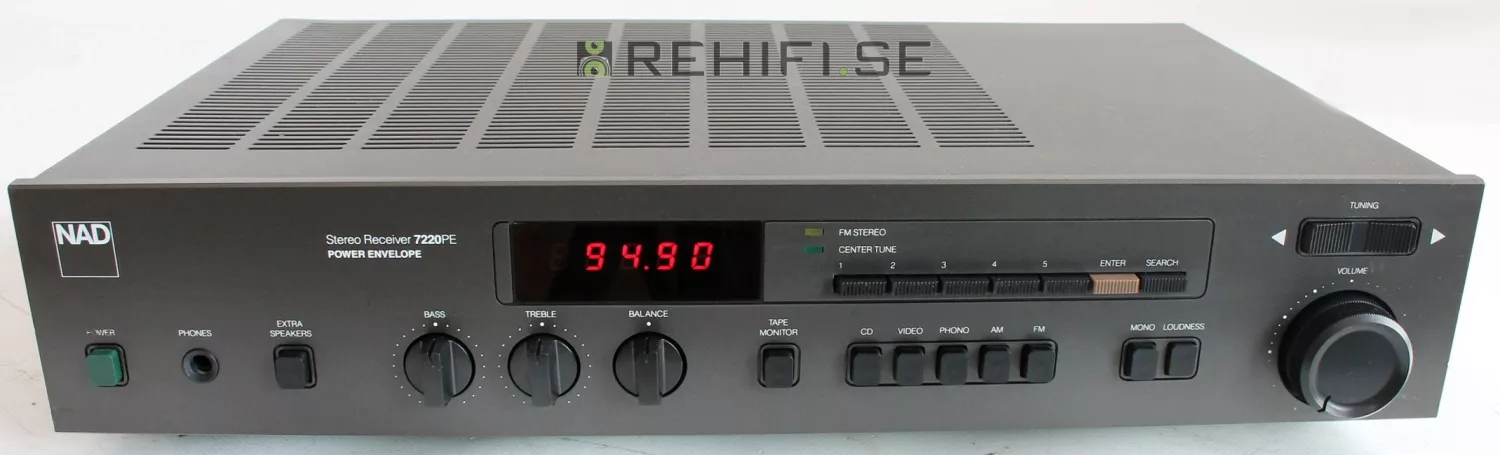 REHIFI.SE
NAD
Stereo Receiver 7220PE
POWER ENVELOPE
94.90
FM STEREO
CENTER TUNE
1 2 3 4 5 ENTER SEARCH
TUNING
VOLUME
POWER
PHONES
EXTRA
SPEAKERS
BASS
TREBLE
BALANCE
TAPE
MONITOR
CD VIDEO PHONO AM FM
MONO LOUDNESS